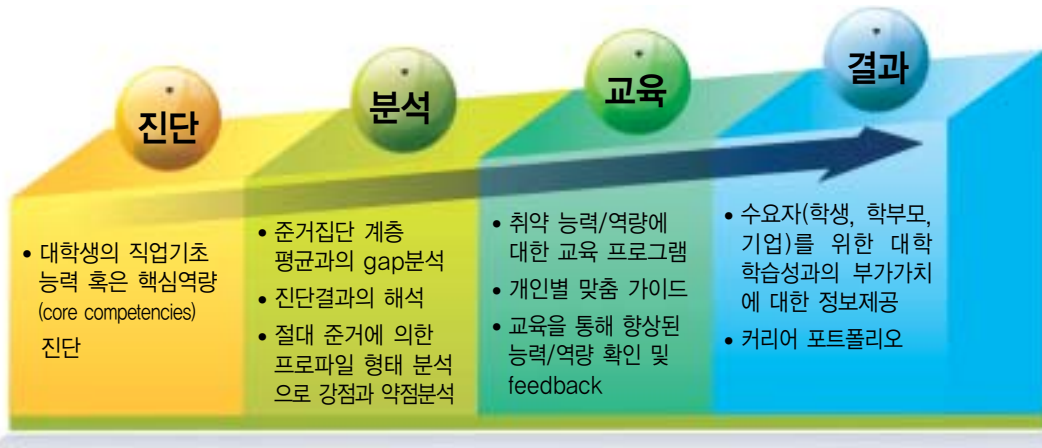 진단
분석
교육
결과
• 대학생의 직업기초
능력 혹은 핵심역량
(core competencies)
진단
• 준거집단 계층
평균과의 gap분석
• 진단결과의 해석
• 절대 준거에 의한
프로파일 형태 분석
으로 강점과 약점분석
• 취약 능력/역량에
대한 교육 프로그램
• 개인별 맞춤 가이드
• 교육을 통해 향상된
능력/역량 확인 및
feedback
• 수요자(학생, 학부모,
기업)를 위한 대학
학습성과의 부가가치
에 대한 정보제공
• 커리어 포트폴리오